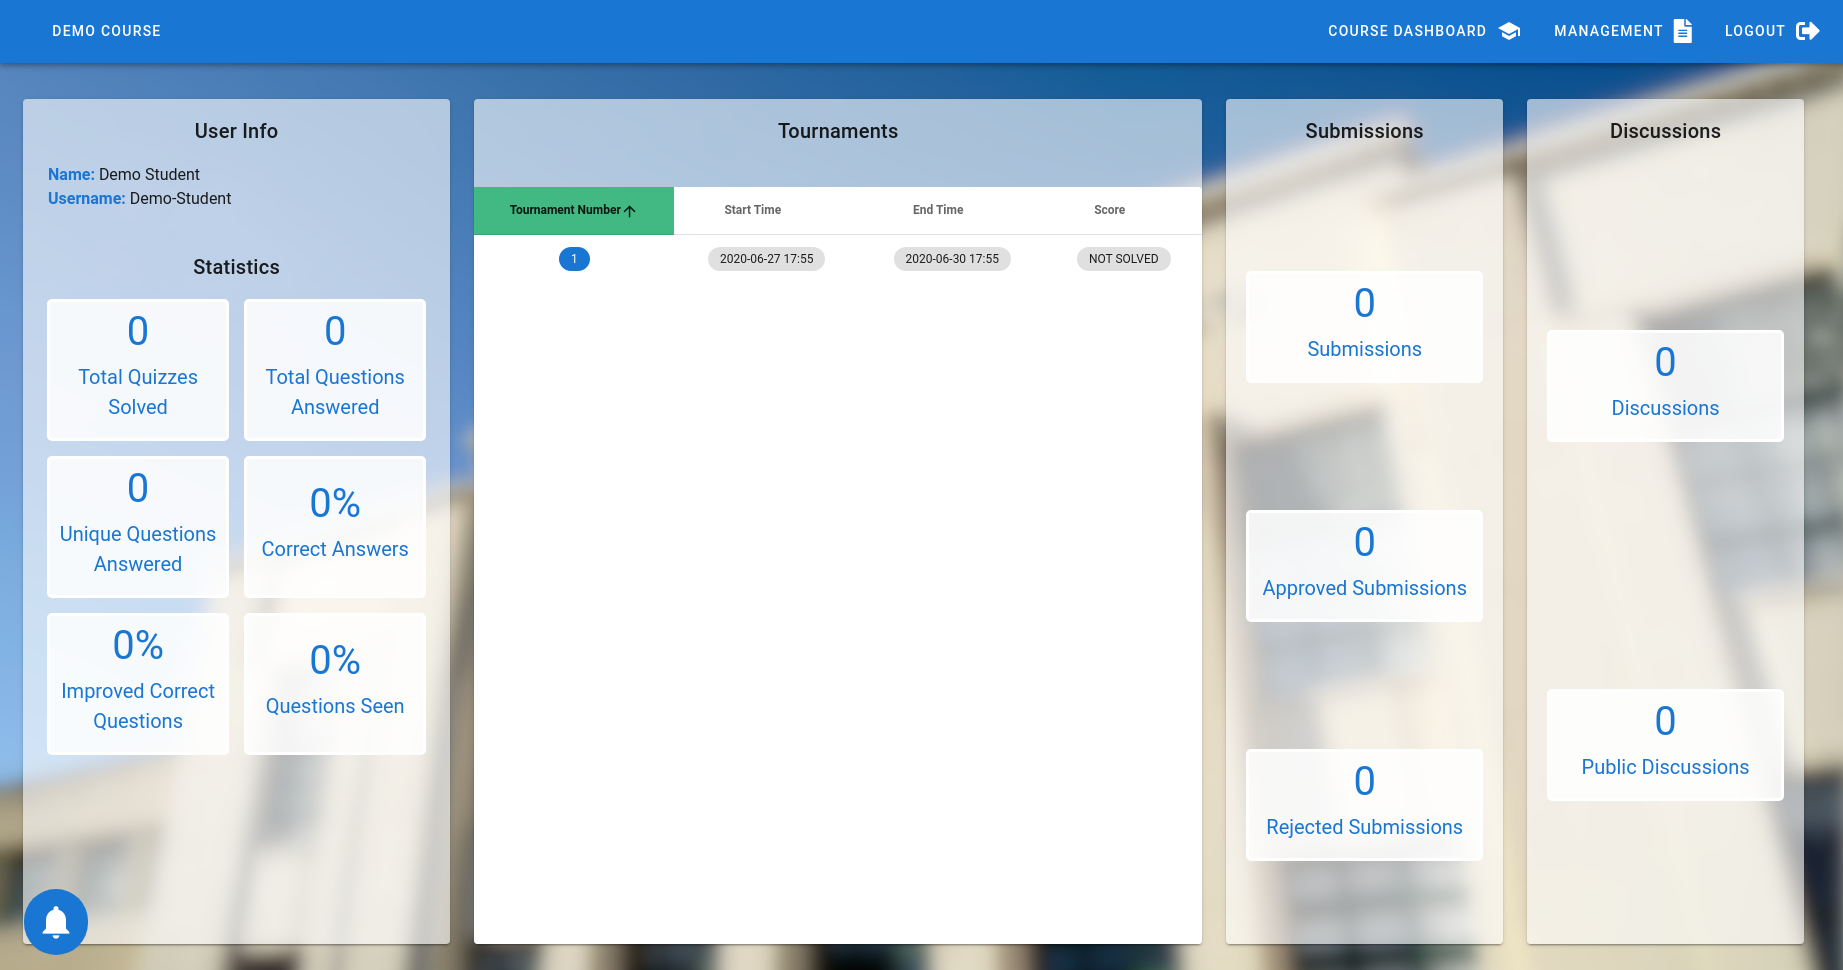 DEMO COURSE
COURSE DASHBOARD
MANAGEMENT
LOGOUT
User Info
Name: Demo Student
Username: Demo-Student
Statistics
0
Total Quizzes
Solved
0
Total Questions
Answered
0
Unique Questions
Answered
0%
Correct Answers
0%
Improved Correct
Questions
0%
Questions Seen
Tournaments
Tournament Number Start Time End Time Score
1 2020-06-27 17:55 2020-06-30 17:55 NOT SOLVED
Submissions
0
Submissions
0
Approved Submissions
0
Rejected Submissions
Discussions
0
Discussions
0
Public Discussions